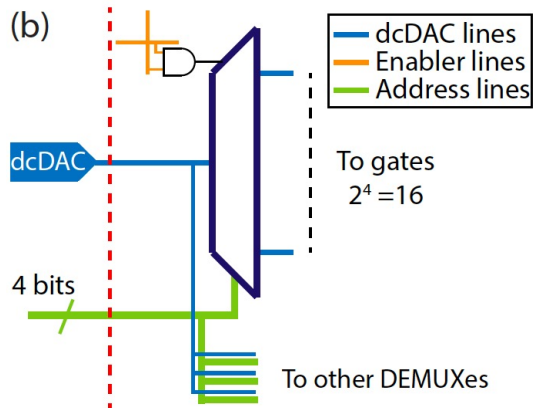 (b)
dcDAC lines
Enabler lines
Address lines
dcDAC
To gates
2⁴ =16
4 bits
To other DEMUXes